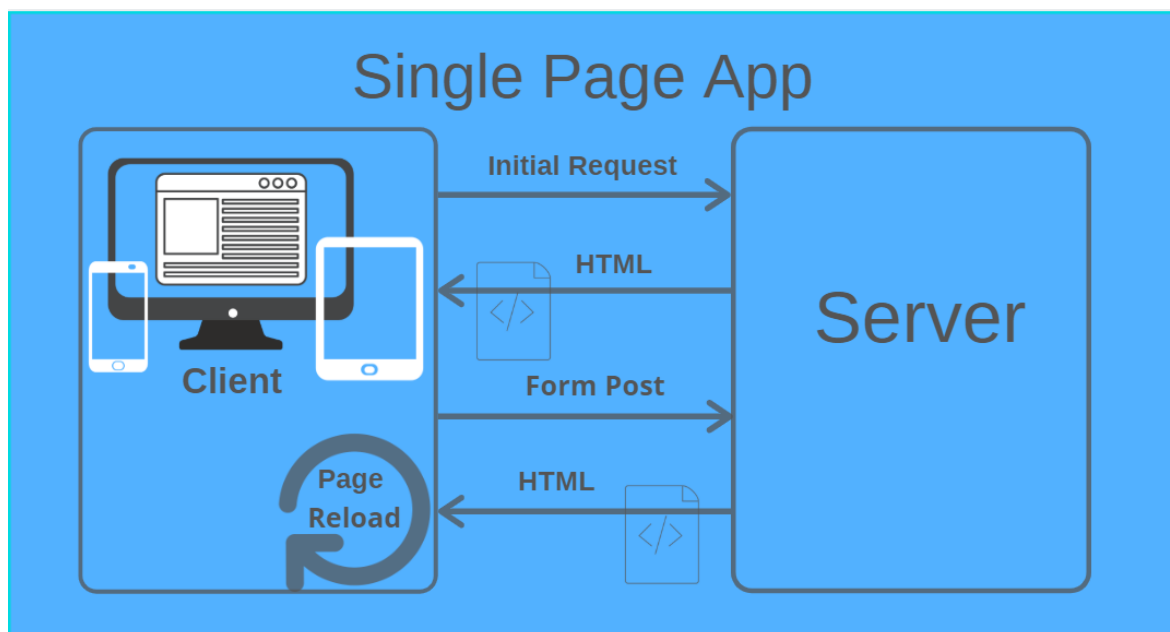 Single Page App
Initial Request
HTML
Server
Client
Form Post
Page
Reload
HTML